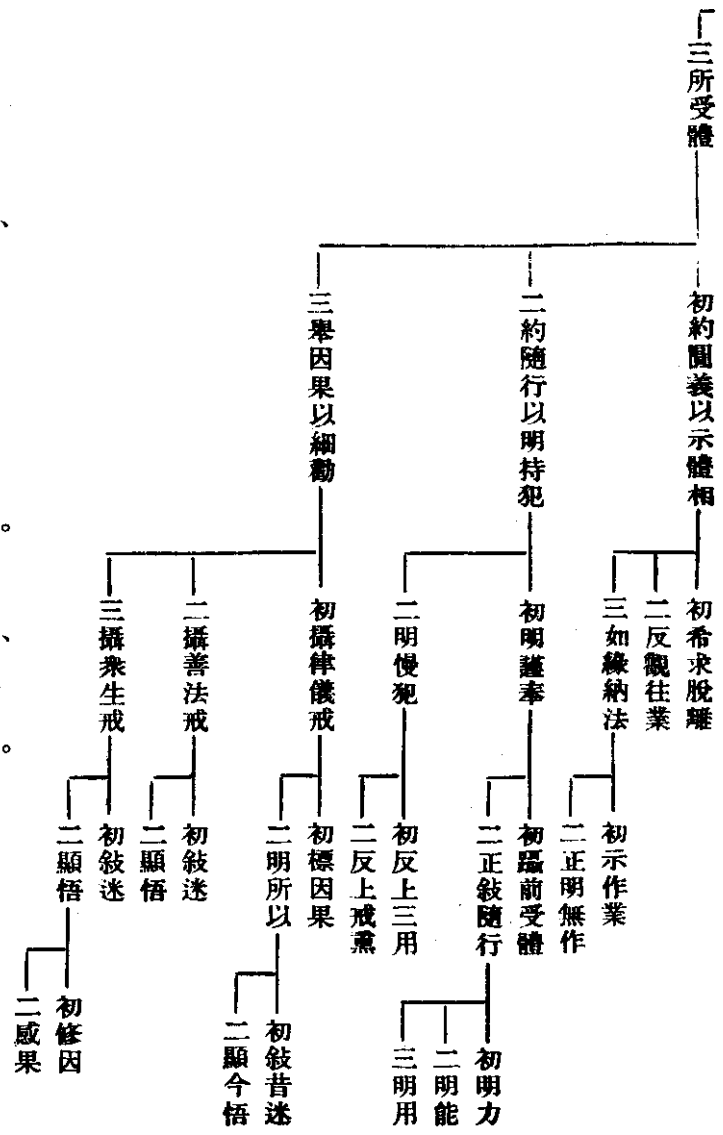 三所受體
初約圓義以示體相
初希求脫離
二反觀往業
三如緣納法
初示作業
二正明無作
二約隨行以明持犯
初明護奉
初躡前受體
二正敍隨行
初明力
二明能
三明用
二明慢犯
初反上三用
二反上戒熏
三舉因果以細勸
初攝律儀戒
初標因果
二明所以
初敍昔迷
二顯今悟
二攝善法戒
初敍迷
二顯悟
三攝衆生戒
初敍迷
二顯悟
初修因
二感果
、
。
、
。